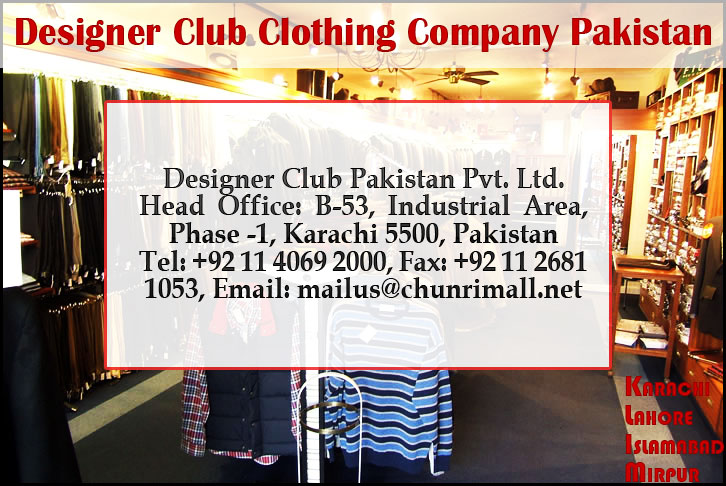 Designer Club Clothing Company Pakistan
Designer Club Pakistan Pvt. Ltd.
Head Office: B-53, Industrial Area,
Phase -1, Karachi 5500, Pakistan
Tel: +92 11 4069 2000, Fax: +92 11 2681
1053, Email: mailus@chunrimall.net
Karachi
Lahore
Islamabad
Mirpur